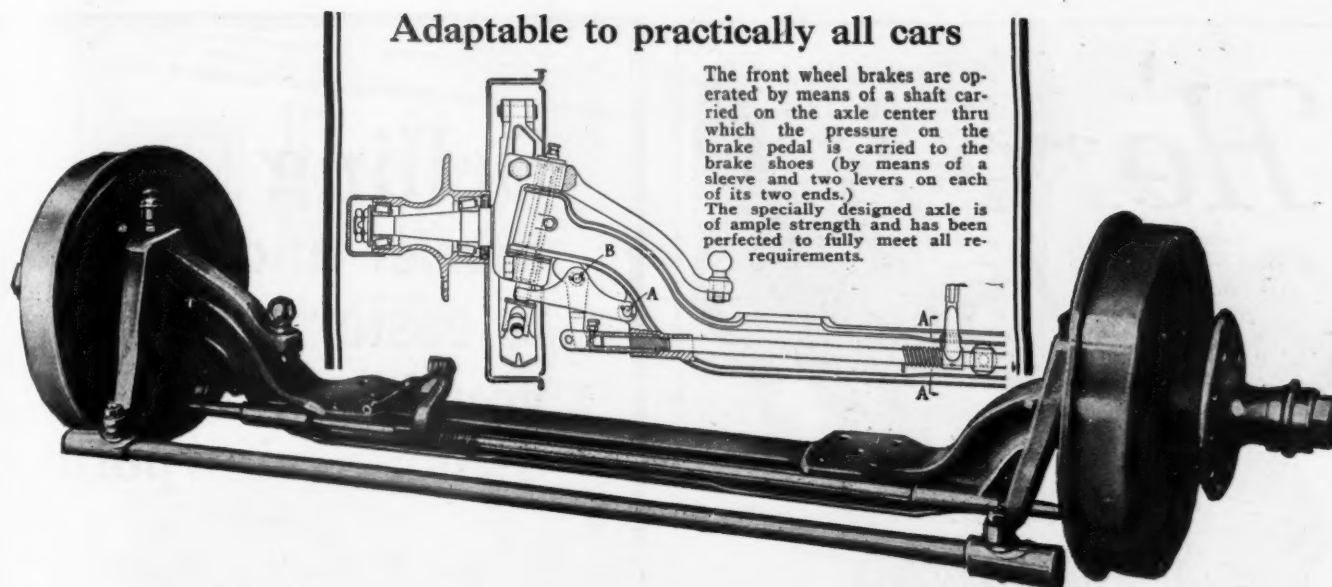 Adaptable to practically all cars
The front wheel brakes are op-
erated by means of a shaft car-
ried on the axle center thru
which the pressure on the
brake pedal is carried to the
brake shoes (by means of a
sleeve and two levers on each
of its two ends.)
The specially designed axle is
of ample strength and has been
perfected to fully meet all re-
quirements.
B
A
A
A